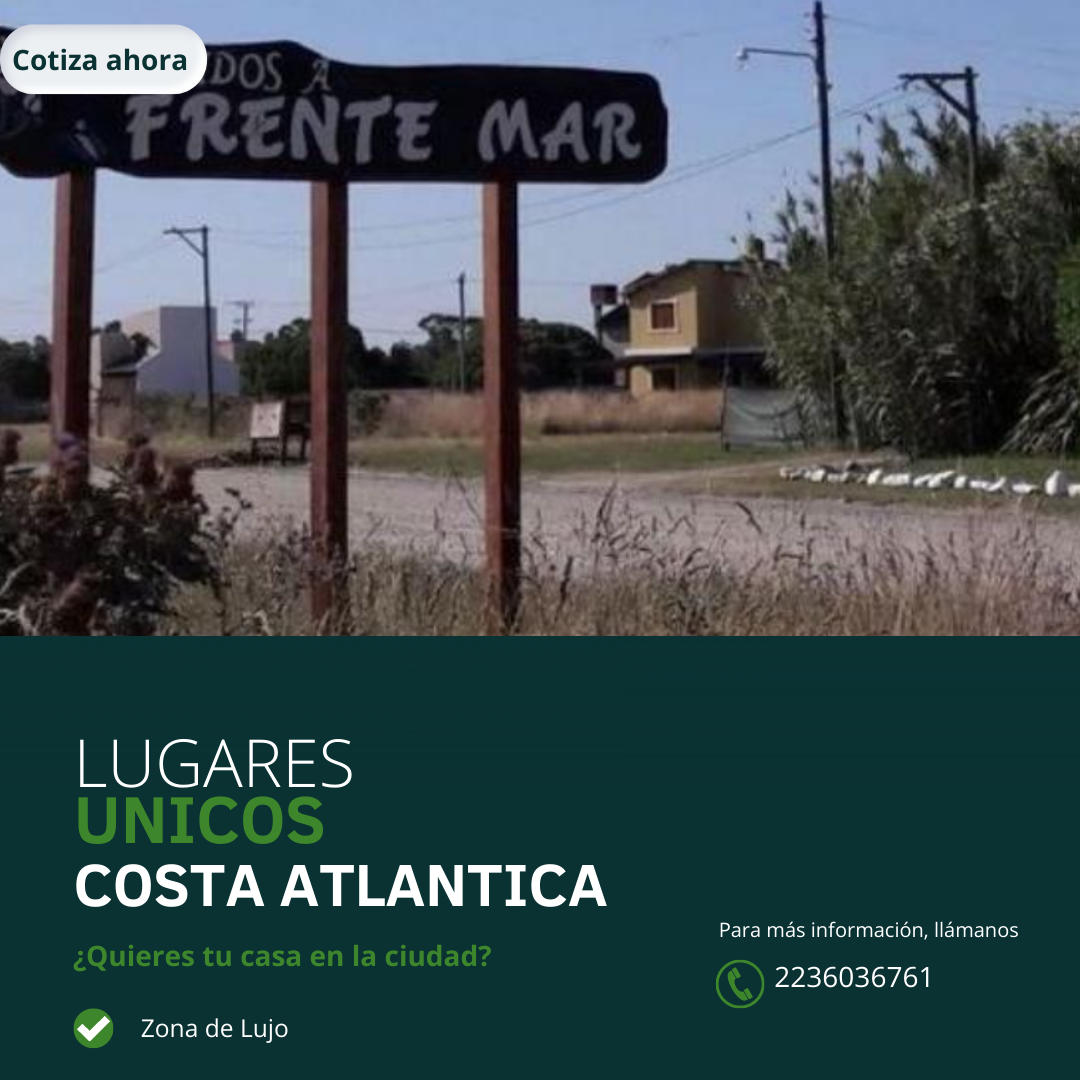 Cotiza ahora
DOS A
FRENTE MAR
LUGARES
UNICOS
COSTA ATLANTICA
¿Quieres tu casa en la ciudad?
Para más información, llámanos
2236036761
Zona de Lujo